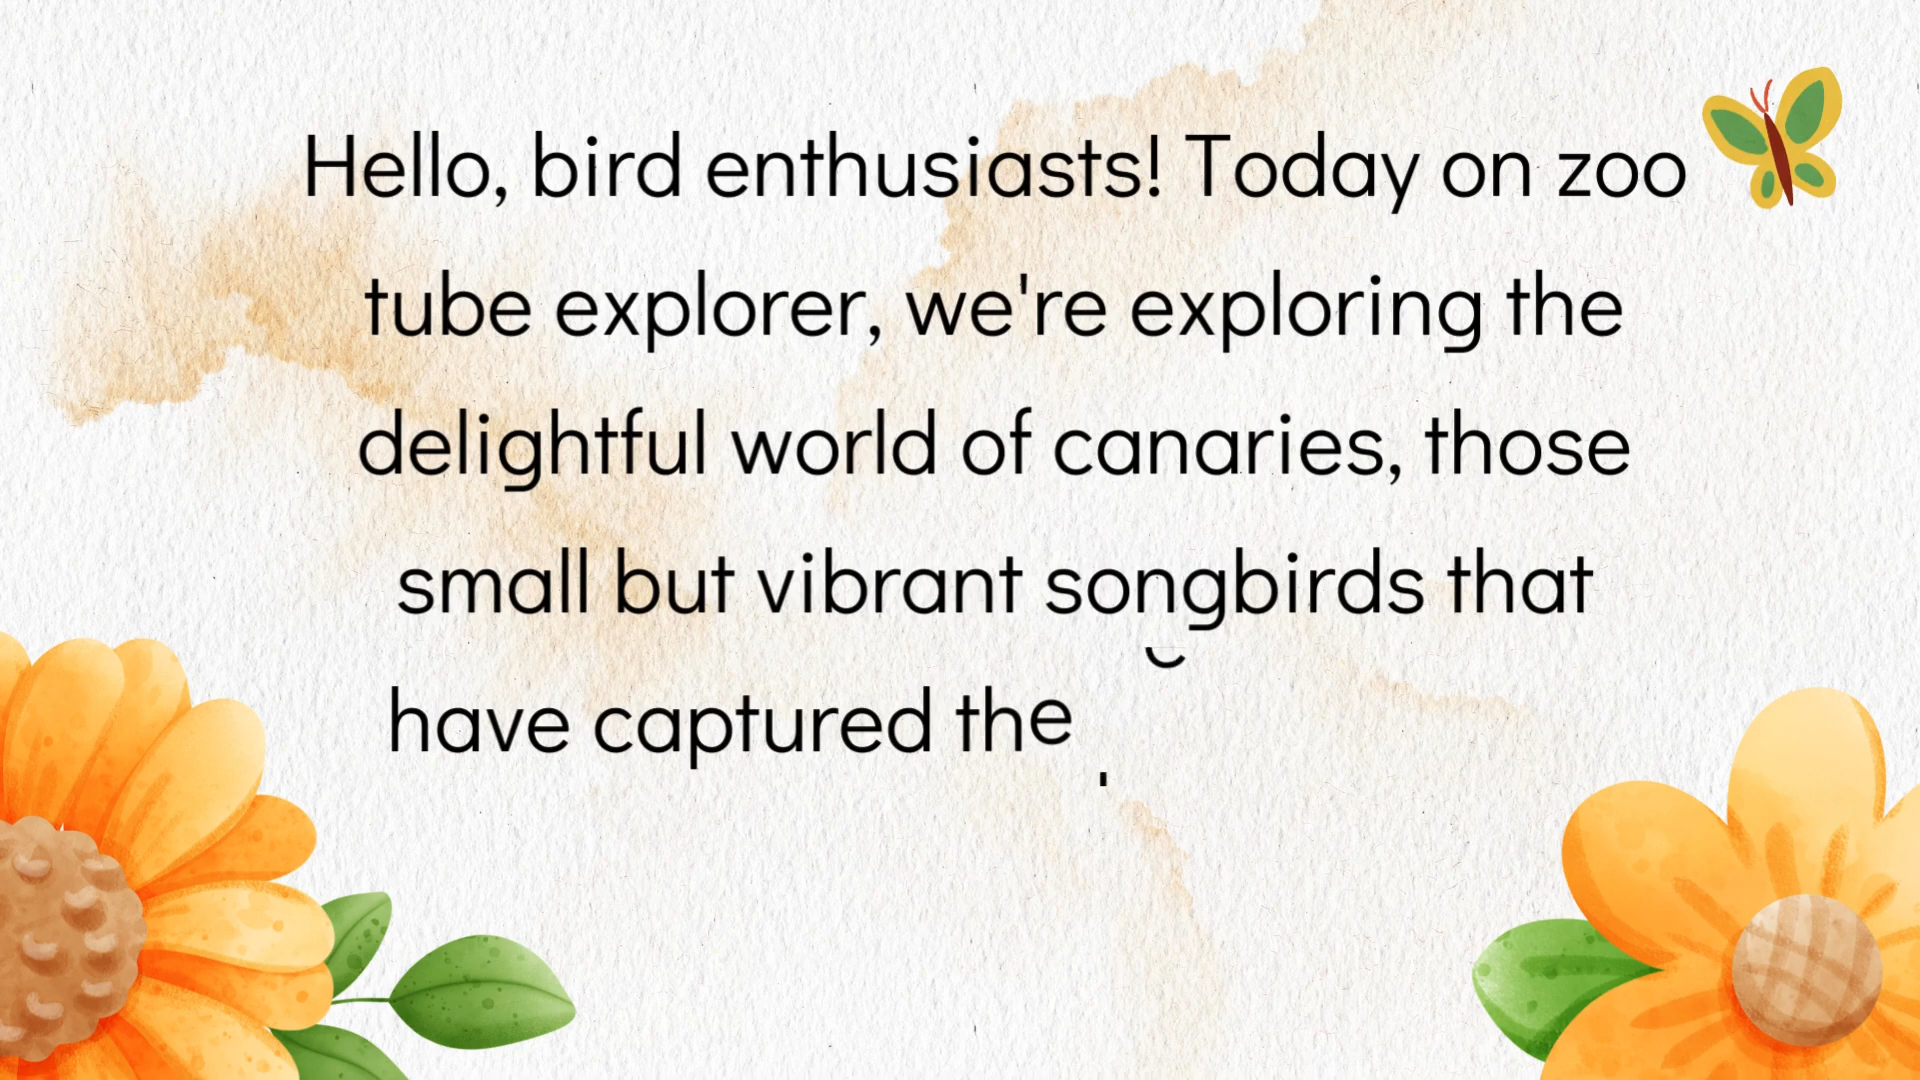 Hello, bird enthusiasts! Today on zoo
tube explorer, we're exploring the
delightful world of canaries, those
small but vibrant songbirds that
have captured the